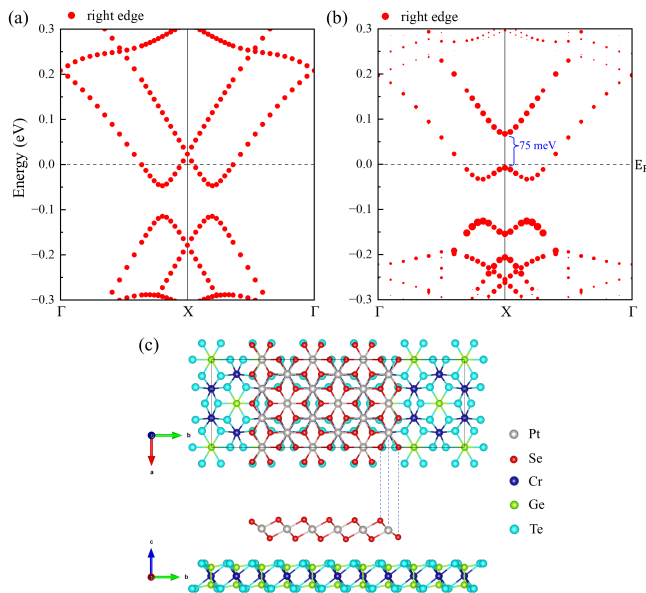 (a) right edge (b) right edge
0.3 0.3
0.2 0.2
0.1 0.1
75 meV
Energy (eV)
0.0 0.0 E
−0.1 −0.1
−0.2 −0.2
−0.3 −0.3
Γ X Γ Γ X Γ
(c)
b
a
Pt
Se
Cr
Ge
Te
c
b